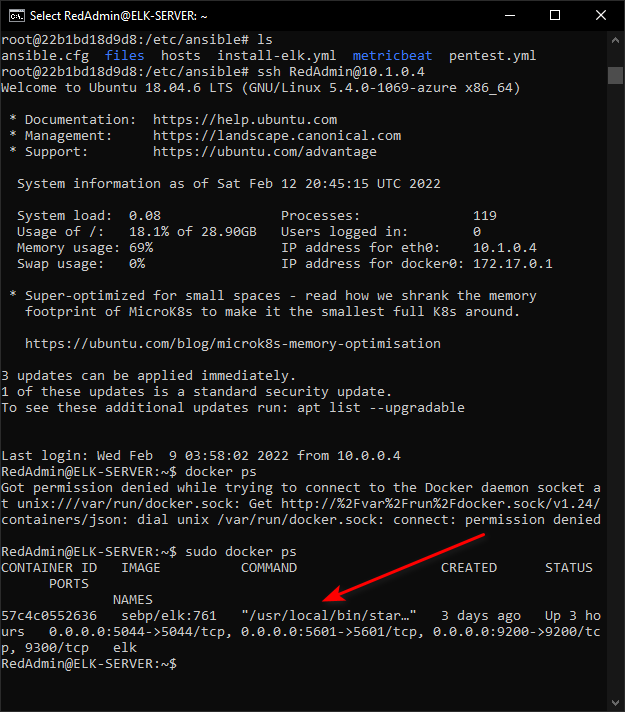 Select RedAdmin@ELK-SERVER: ~
root@22b1bd18d9d8:/etc/ansible# ls
ansible.cfg  files  hosts  install-elk.yml  metricbeat  pentest.yml
root@22b1bd18d9d8:/etc/ansible# ssh RedAdmin@10.1.0.4
Welcome to Ubuntu 18.04.6 LTS (GNU/Linux 5.4.0-1069-azure x86_64)
 * Documentation:  https://help.ubuntu.com
 * Management:     https://landscape.canonical.com
 * Support:        https://ubuntu.com/advantage
  System information as of Sat Feb 12 20:45:15 UTC 2022
  System load:  0.08               Processes:              119
  Usage of /:   18.1% of 28.90GB   Users logged in:        0
  Memory usage: 69%                IP address for eth0:    10.1.0.4
  Swap usage:   0%                 IP address for docker0: 172.17.0.1
 * Super-optimized for small spaces - read how we shrank the memory
   footprint of MicroK8s to make it the smallest full K8s around.
   https://ubuntu.com/blog/microk8s-memory-optimisation
3 updates can be applied immediately.
1 of these updates is a standard security update.
To see these additional updates run: apt list --upgradable
Last login: Wed Feb  9 03:58:02 2022 from 10.0.0.4
RedAdmin@ELK-SERVER:~$ docker ps
Got permission denied while trying to connect to the Docker daemon socket a
t unix:///var/run/docker.sock: Get http://%2Fvar%2Frun%2Fdocker.sock/v1.24/
containers/json: dial unix /var/run/docker.sock: connect: permission denied
RedAdmin@ELK-SERVER:~$ sudo docker ps
CONTAINER ID   IMAGE          COMMAND                  CREATED      STATUS
      PORTS
              NAMES
57c4c0552636   sebp/elk:761   "/usr/local/bin/star…"   3 days ago   Up 3 ho
urs   0.0.0.0:5044->5044/tcp, 0.0.0.0:5601->5601/tcp, 0.0.0.0:9200->9200/tc
p, 9300/tcp   elk
RedAdmin@ELK-SERVER:~$